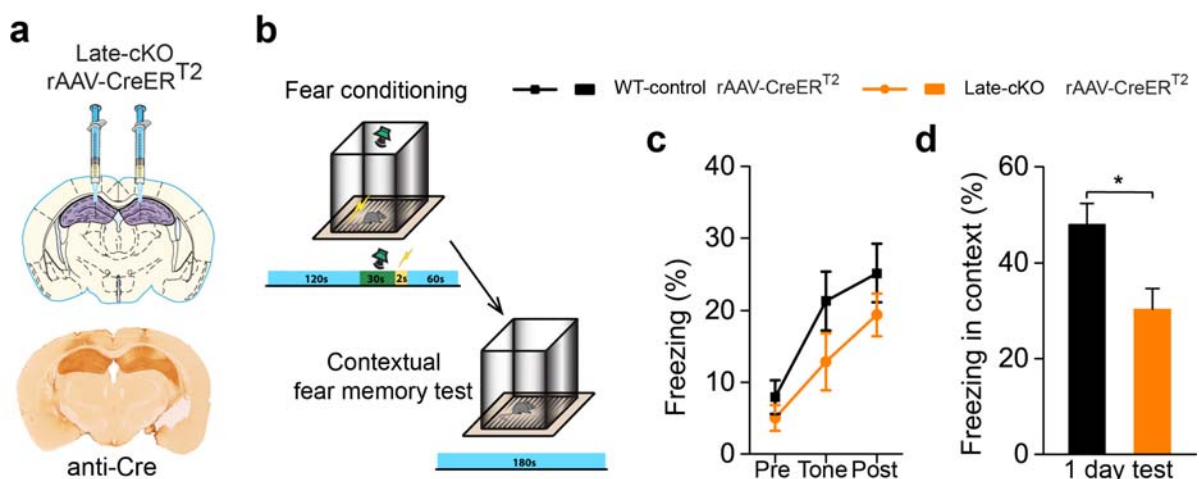 a
Late-cKO
rAAV-CreER^T2
anti-Cre
b
Fear conditioning
120s 30s 2s 60s
Contextual
fear memory test
180s
WT-control rAAV-CreER^T2 Late-cKO rAAV-CreER^T2
c
Freezing (%)
40
30
20
10
0
Pre Tone Post
d
Freezing in context (%)
60
40
20
0
*
1 day test